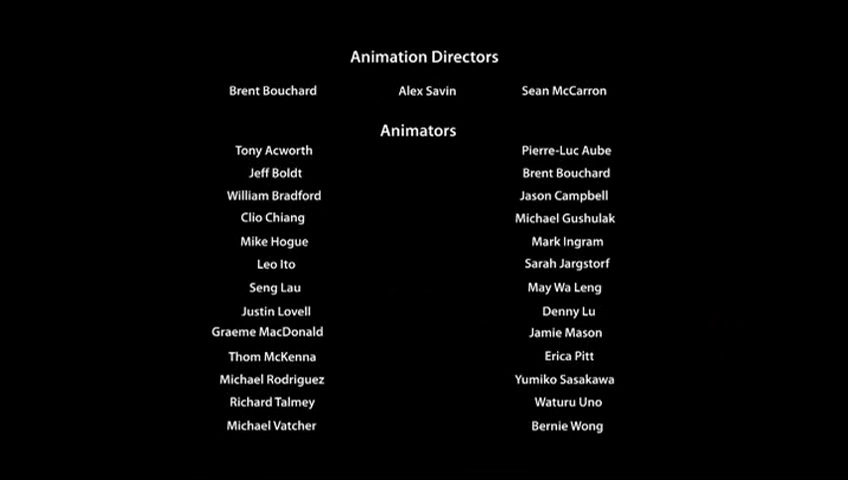 Animation Directors
Brent Bouchard Alex Savin Sean McCarron
Animators
Tony Acworth Pierre-Luc Aube
Jeff Boldt Brent Bouchard
William Bradford Jason Campbell
Clio Chiang Michael Gushulak
Mike Hogue Mark Ingram
Leo Ito Sarah Jargstorf
Seng Lau May Wa Leng
Justin Lovell Denny Lu
Graeme MacDonald Jamie Mason
Thom McKenna Erica Pitt
Michael Rodriguez Yumiko Sasakawa
Richard Talmey Waturu Uno
Michael Vatcher Bernie Wong